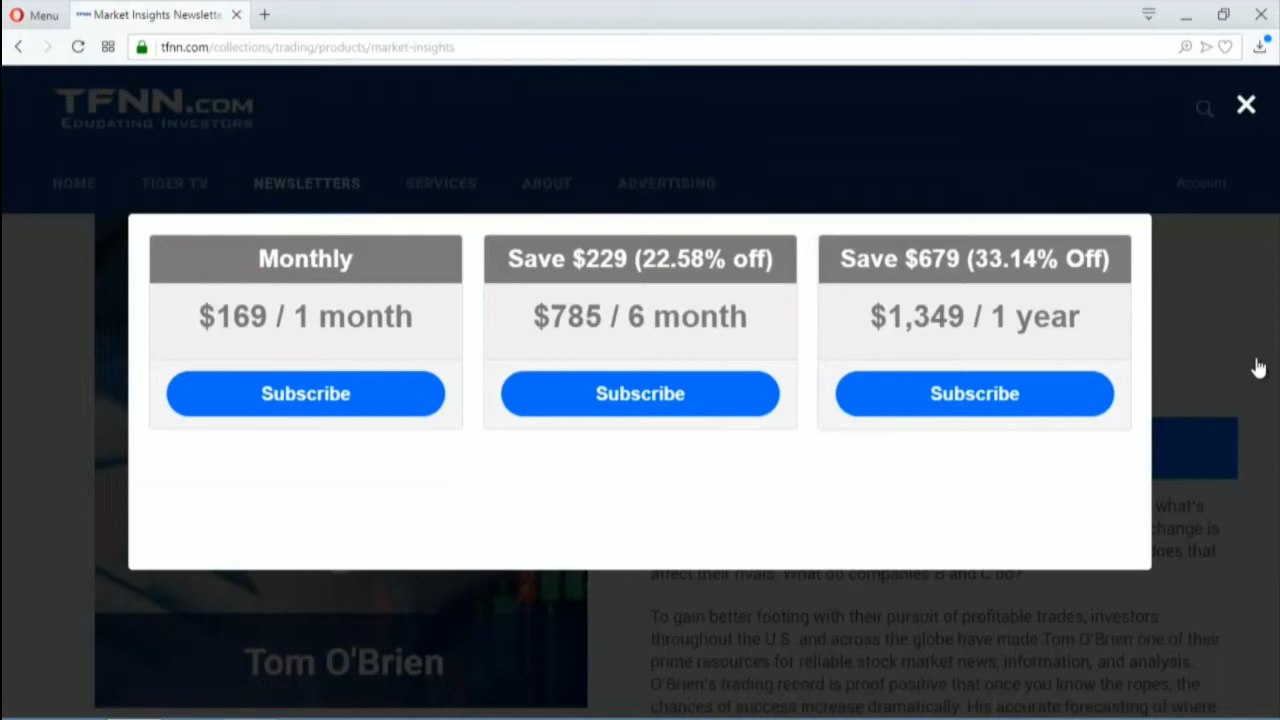 Menu
Market Insights Newslette
tfnn.com/collections/trading/products/market-insights
TFNN.COM
EDUCATING INVESTORS
HOME TIGER TV NEWSLETTERS SERVICES ABOUT ADVERTISING Account
Monthly
$169 / 1 month
Subscribe
Save $229 (22.58% off)
$785 / 6 month
Subscribe
Save $679 (33.14% Off)
$1,349 / 1 year
Subscribe
what's
change is
does that
affect their rivals. What do companies B and C do?
To gain better footing with their pursuit of profitable trades, investors
throughout the U.S. and across the globe have made Tom O'Brien one of their
prime resources for reliable stock market news, information, and analysis.
O'Brien's trading record is proof positive that once you know the ropes, the
chances of success increase dramatically. His accurate forecasting of where
Tom O'Brien